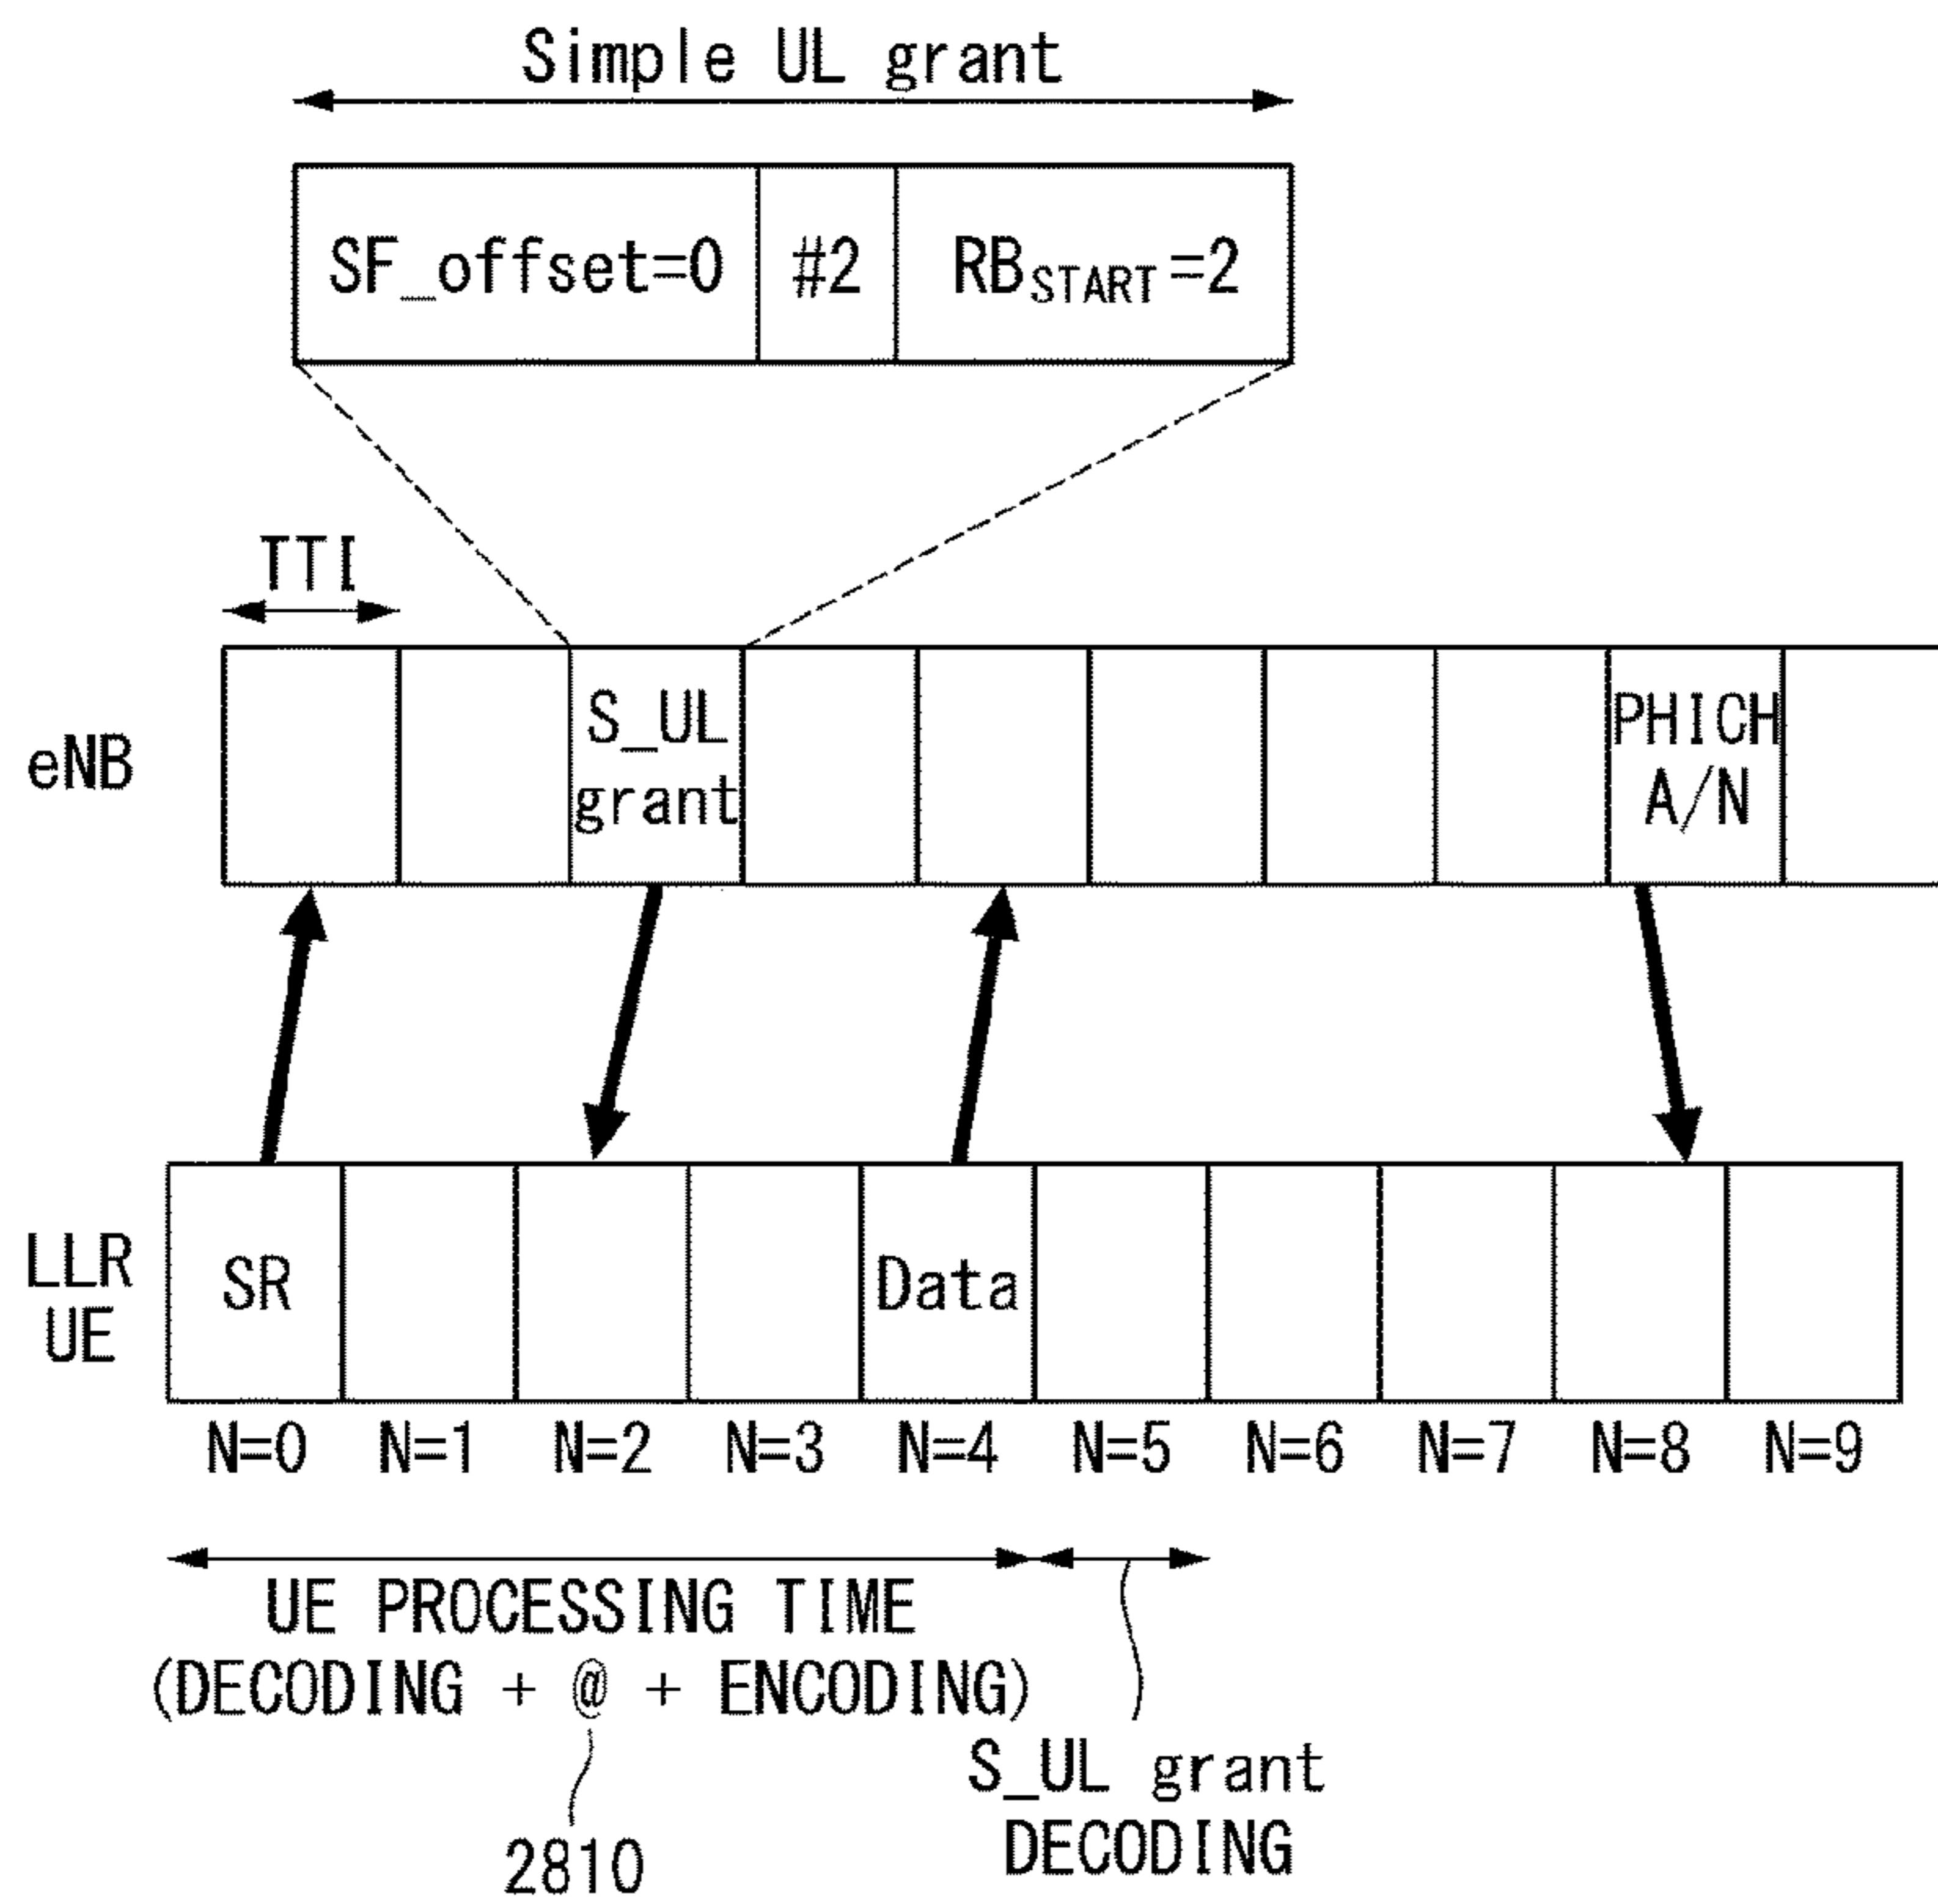 Simple UL grant
SF_offset=0 #2 RB_START=2
TTI
eNB S_UL grant PHICH A/N
LLR UE SR Data
N=0 N=1 N=2 N=3 N=4 N=5 N=6 N=7 N=8 N=9
UE PROCESSING TIME
(DECODING + @ + ENCODING)
S_UL grant
DECODING
2810